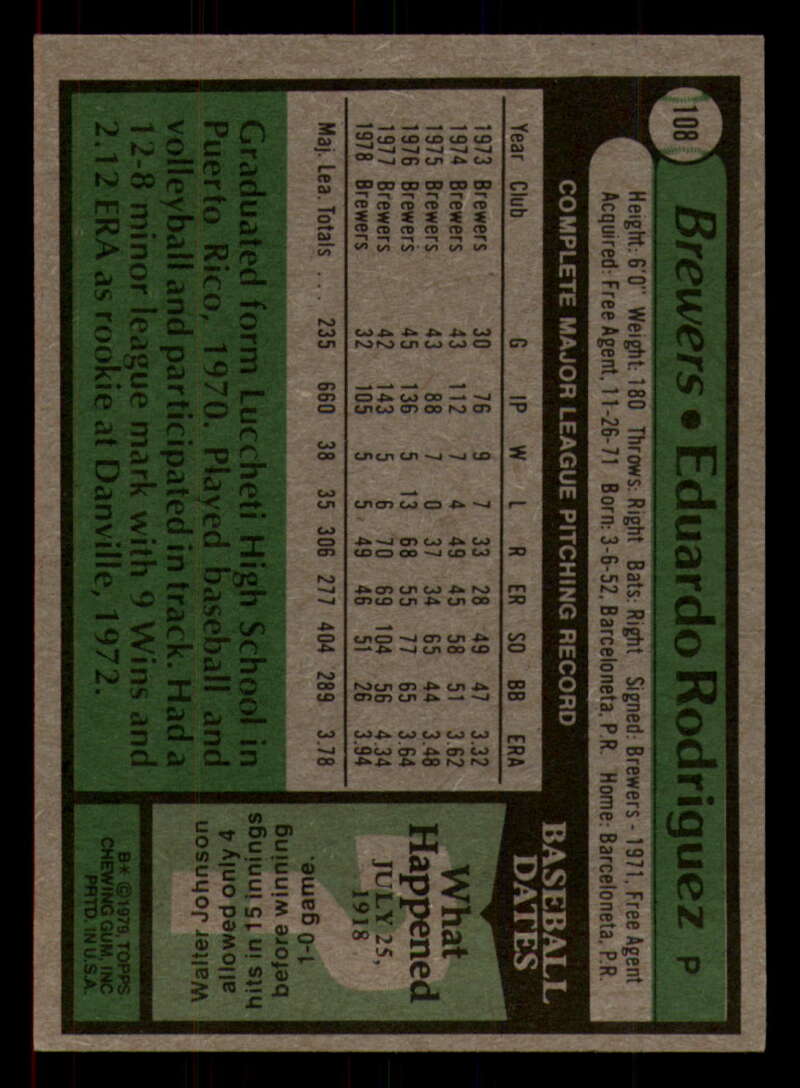 108
Brewers • Eduardo Rodriguez P
Height: 6'0" Weight: 180 Throws: Right Bats: Right Signed: Brewers - 1971, Free Agent
Acquired: Free Agent, 11-26-71 Born: 3-6-52, Barceloneta, P.R. Home: Barceloneta, P.R.
COMPLETE MAJOR LEAGUE PITCHING RECORD
Year Club G IP W L R ER SO BB ERA
1973 Brewers 30 76 9 7 33 28 49 47 3.32
1974 Brewers 43 112 7 4 49 45 58 51 3.62
1975 Brewers 43 88 7 0 37 34 65 44 3.48
1976 Brewers 45 136 5 13 68 55 77 65 3.64
1977 Brewers 42 143 5 6 70 69 104 56 4.34
1978 Brewers 32 105 5 5 49 46 51 26 3.94
Maj. Lea. Totals .... 235 660 38 35 306 277 404 289 3.78
Graduated form Luccheti High School in
Puerto Rico, 1970. Played baseball and
volleyball and participated in track. Had a
12-8 minor league mark with 9 Wins and
2.12 ERA as rookie at Danville, 1972.
BASEBALL
DATES
What
Happened
JULY 25,
1918
Walter Johnson
allowed only 4
hits in 15 innings
before winning
1-0 game.
B* ©1979, TOPPS
CHEWING GUM, INC
PRTD. IN U.S.A.